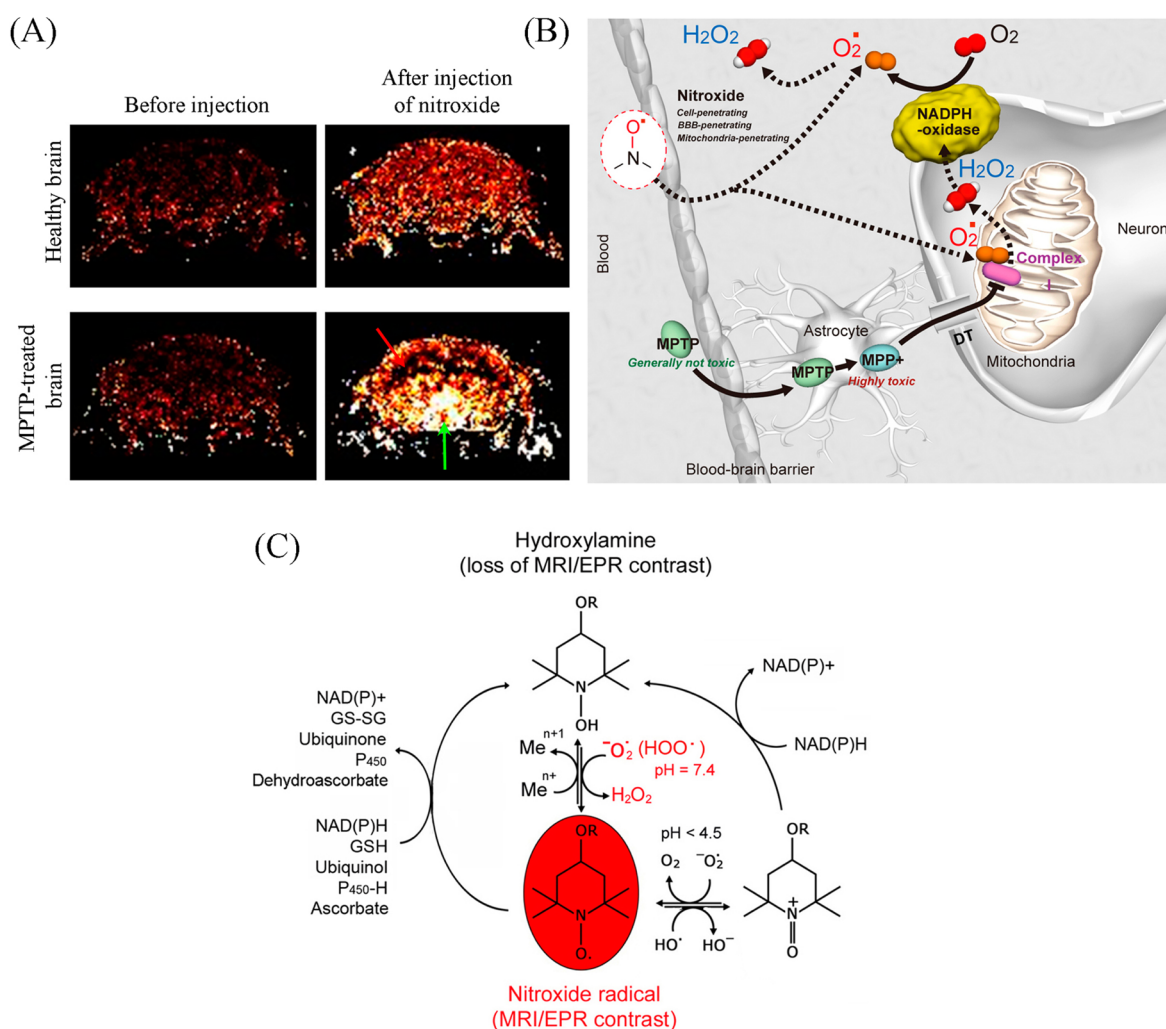 (A)
Before injection
After injection
of nitroxide
Healthy brain
MPTP-treated
brain
(B)
H2O2
O2▪
O2
Nitroxide
Cell-penetrating
BBB-penetrating
Mitochondria-penetrating
O▪
N
NADPH
-oxidase
H2O2
O2▪
Complex
I
Neuron
Blood
MPTP
Generally not toxic
Astrocyte
MPTP
MPP+
Highly toxic
DT
Mitochondria
Blood-brain barrier
(C)
Hydroxylamine
(loss of MRI/EPR contrast)
OR
N
OH
NAD(P)+
GS-SG
Ubiquinone
P450
Dehydroascorbate
NAD(P)H
GSH
Ubiquinol
P450-H
Ascorbate
Me n+1
Me n+
−O2• (HOO•)
pH = 7.4
H2O2
NAD(P)+
NAD(P)H
OR
N
O•
pH < 4.5
O2 −O2•
HO• HO−
OR
N+
O
Nitroxide radical
(MRI/EPR contrast)